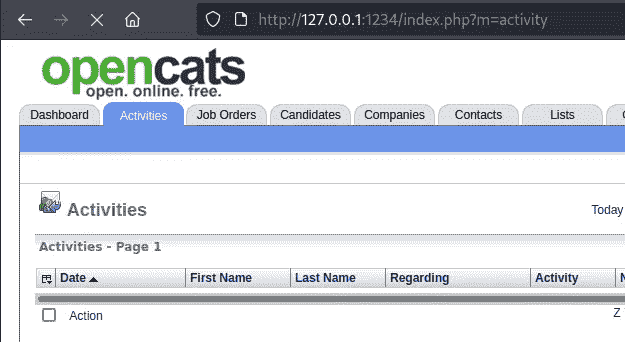 http://127.0.0.1:1234/index.php?m=activity
opencats
open. online. free.
Dashboard Activities Job Orders Candidates Companies Contacts Lists
Activities
Today
Activities - Page 1
Date First Name Last Name Regarding Activity N
Action Z